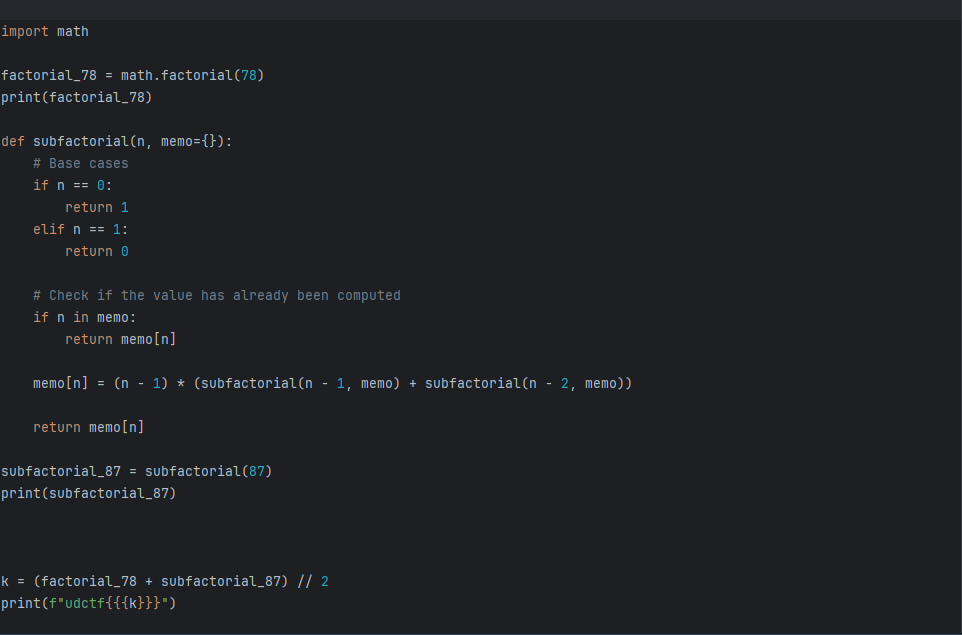 import math
factorial_78 = math.factorial(78)
print(factorial_78)
def subfactorial(n, memo={}):
    # Base cases
    if n == 0:
        return 1
    elif n == 1:
        return 0
    # Check if the value has already been computed
    if n in memo:
        return memo[n]
    memo[n] = (n - 1) * (subfactorial(n - 1, memo) + subfactorial(n - 2, memo))
    return memo[n]
subfactorial_87 = subfactorial(87)
print(subfactorial_87)
k = (factorial_78 + subfactorial_87) // 2
print(f"udctf{{{k}}}")